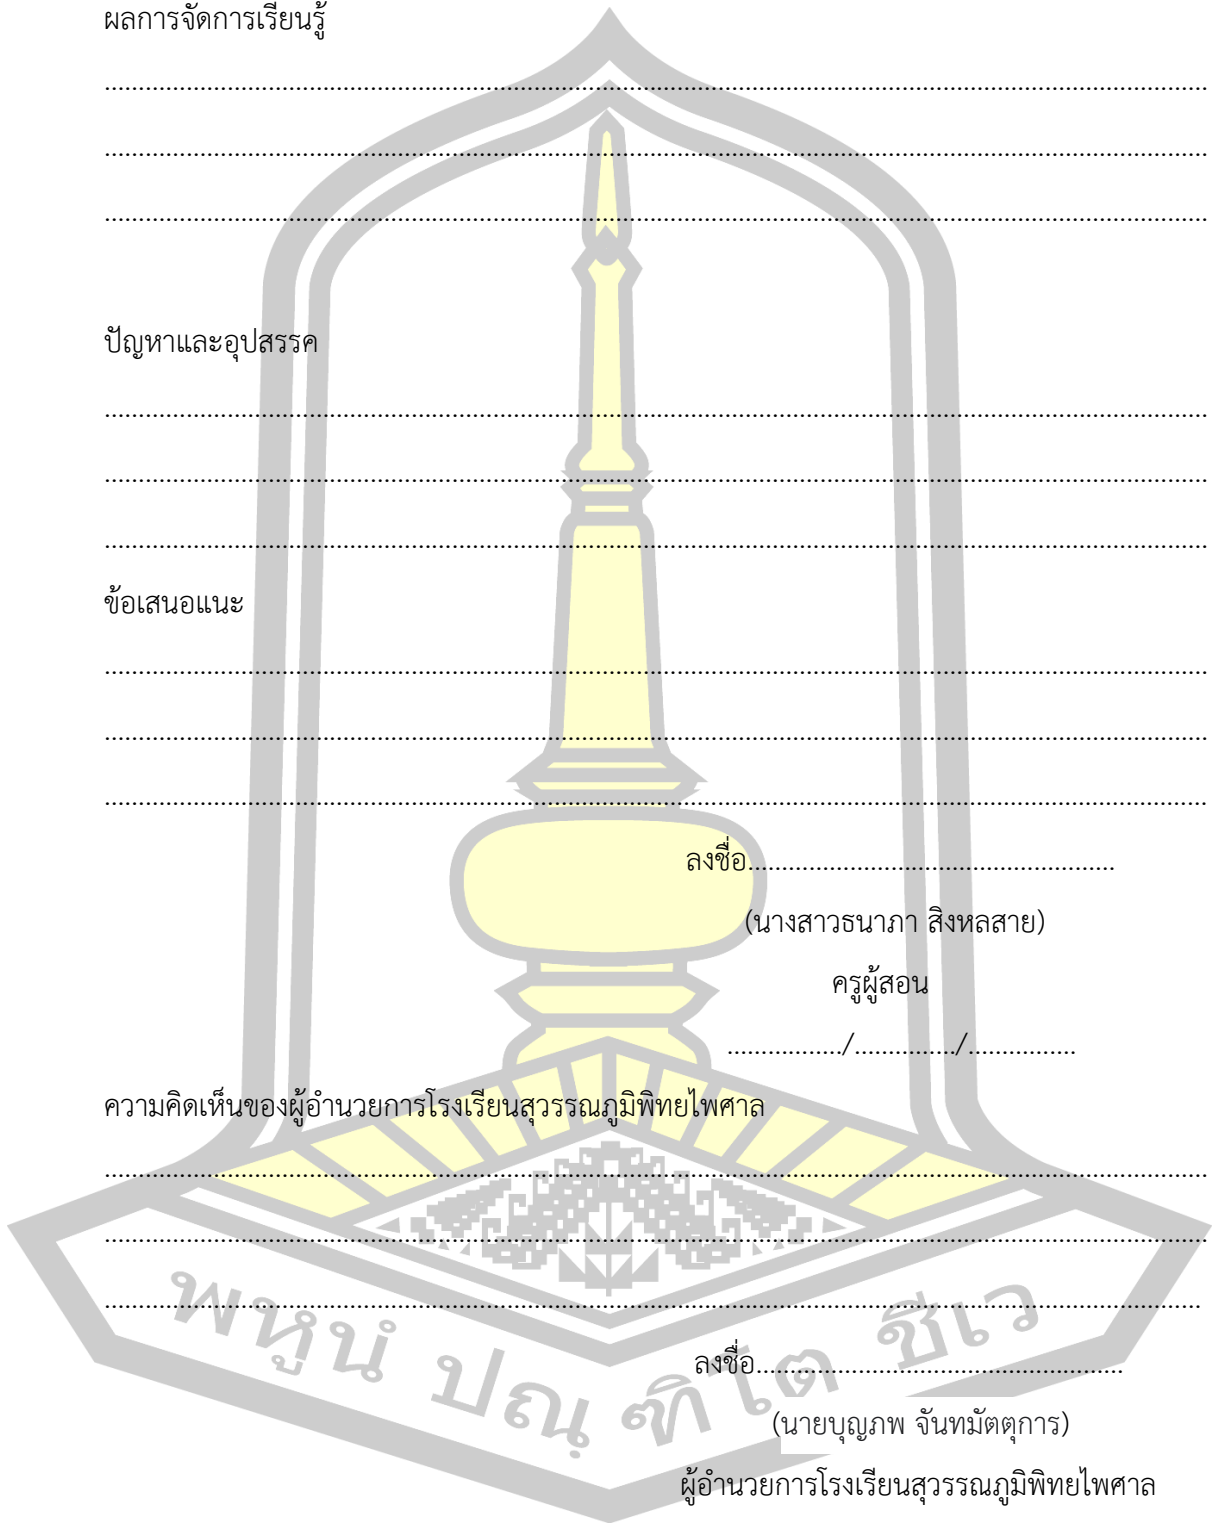 ผลการจัดการเรียนรู้
....................................................................................................................................................................
....................................................................................................................................................................
....................................................................................................................................................................
ปัญหาและอุปสรรค
....................................................................................................................................................................
....................................................................................................................................................................
....................................................................................................................................................................
ข้อเสนอแนะ
....................................................................................................................................................................
....................................................................................................................................................................
....................................................................................................................................................................
ลงชื่อ......................................................
(นางสาวธนาภา สิงหลสาย)
ครูผู้สอน
................./.............../................
ความคิดเห็นของผู้อำนวยการโรงเรียนสุวรรณภูมิพิทยไพศาล
....................................................................................................................................................................
....................................................................................................................................................................
...................................................................................................................................................................
พหูนํ ปณฺฑิโต ชีเว
ลงชื่อ......................................................
(นายบุญภพ จันทมัตตุการ)
ผู้อำนวยการโรงเรียนสุวรรณภูมิพิทยไพศาล